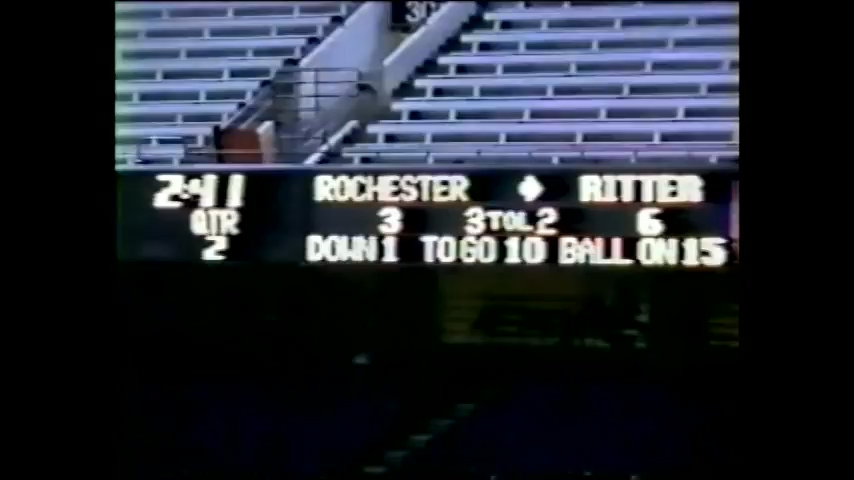 30
2:41 ROCHESTER RITTER
QTR 3 3 TOL 2 6
2 DOWN 1 TO GO 10 BALL ON 15